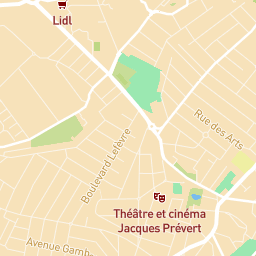 Lidl
Rue des Arts
Boulevard Lefèvre
Théâtre et cinéma
Jacques Prévert
Avenue Gamb